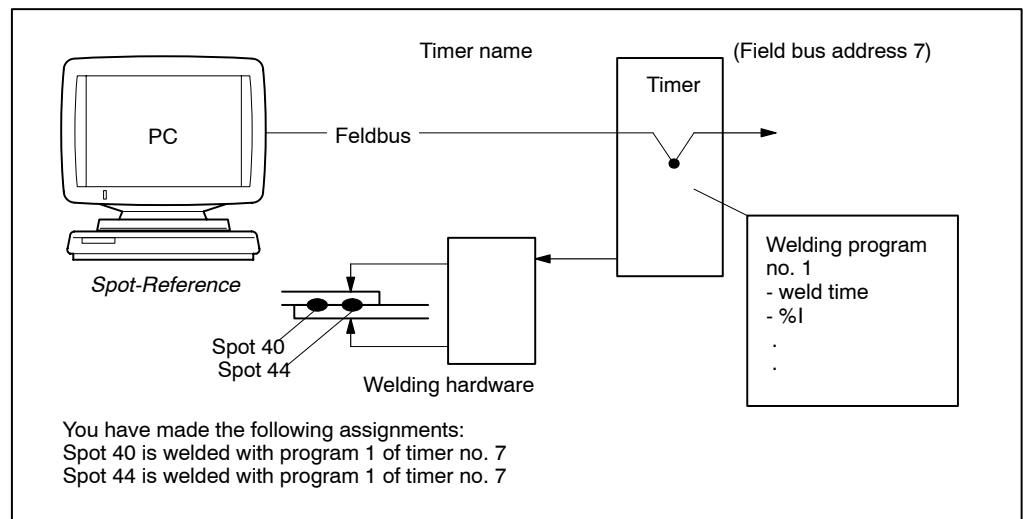 Timer name
(Field bus address 7)
Timer
PC
Feldbus
Welding program
no. 1
- weld time
- %I
.
.
Spot-Reference
Spot 40
Spot 44
Welding hardware
You have made the following assignments:
Spot 40 is welded with program 1 of timer no. 7
Spot 44 is welded with program 1 of timer no. 7